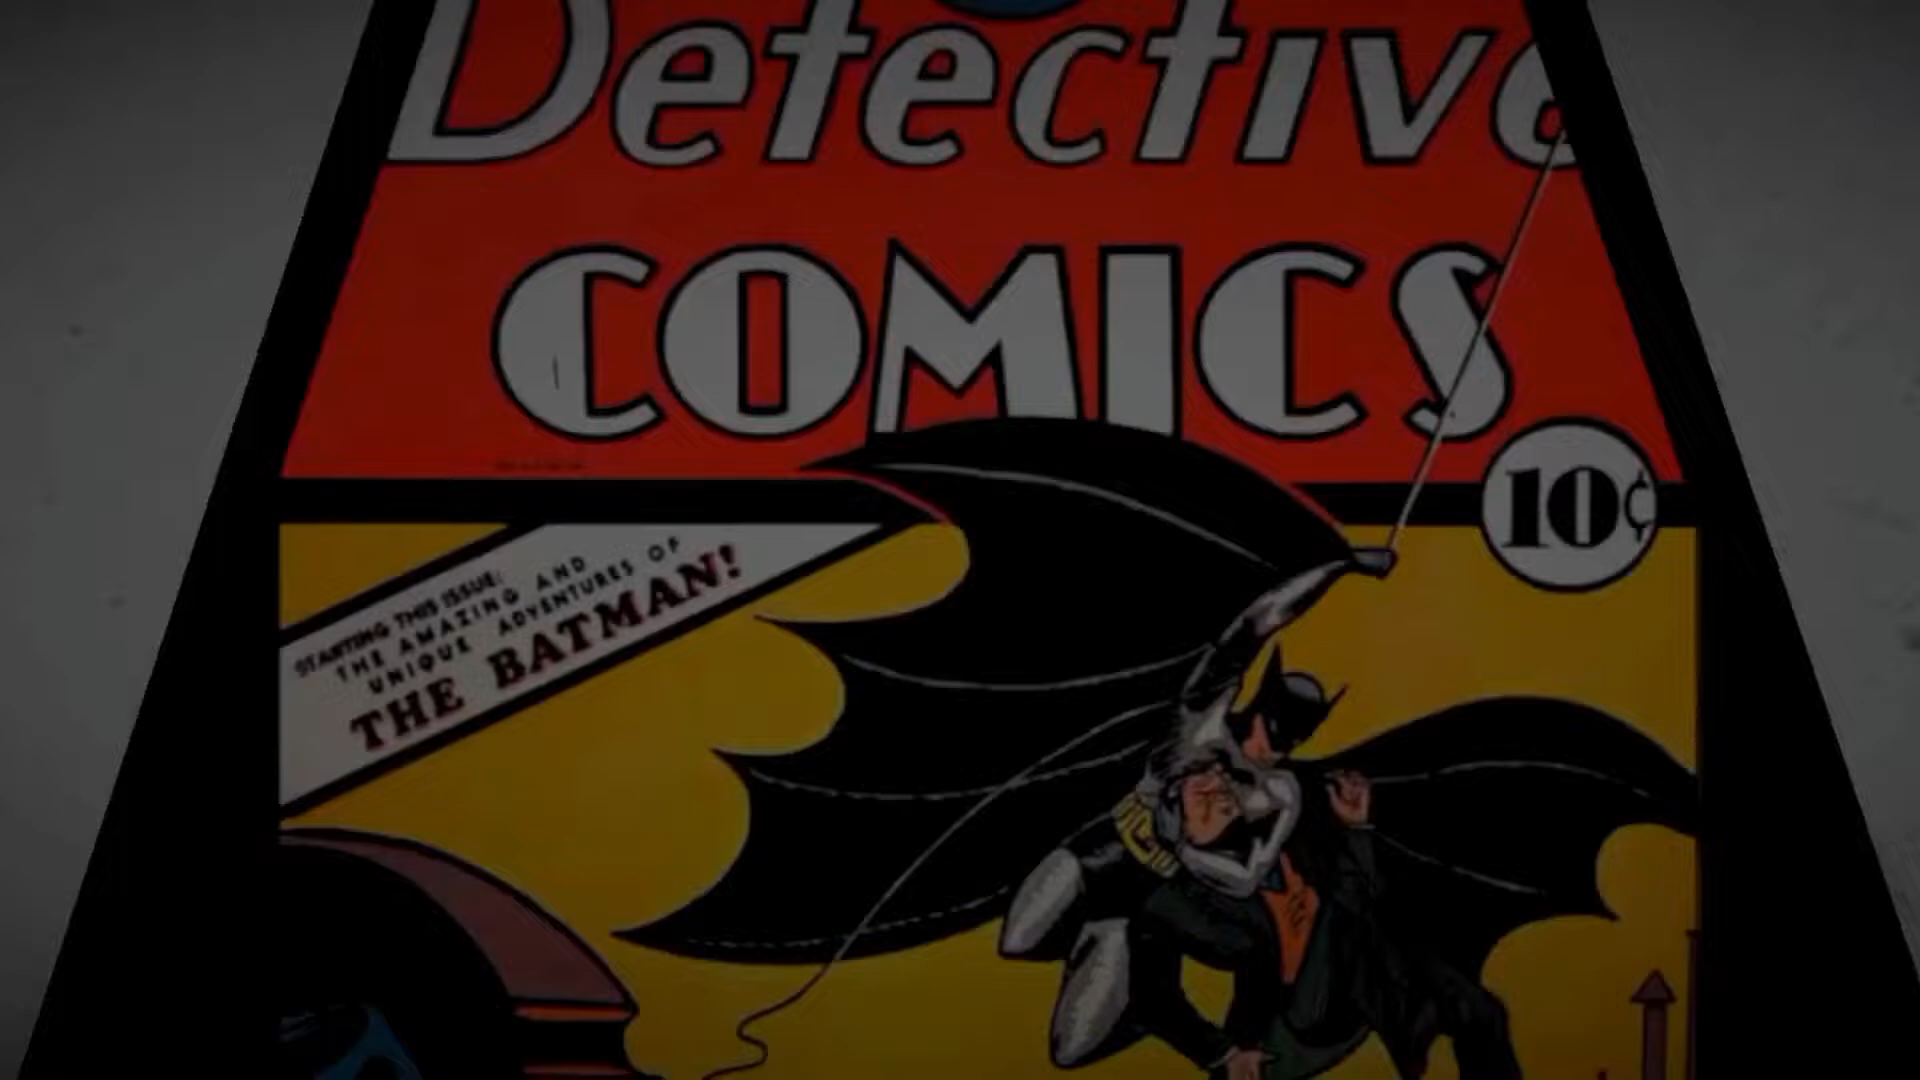 Detective
COMICS
10¢
STARTING THIS ISSUE:
THE AMAZING AND
UNIQUE ADVENTURES OF
THE BATMAN!